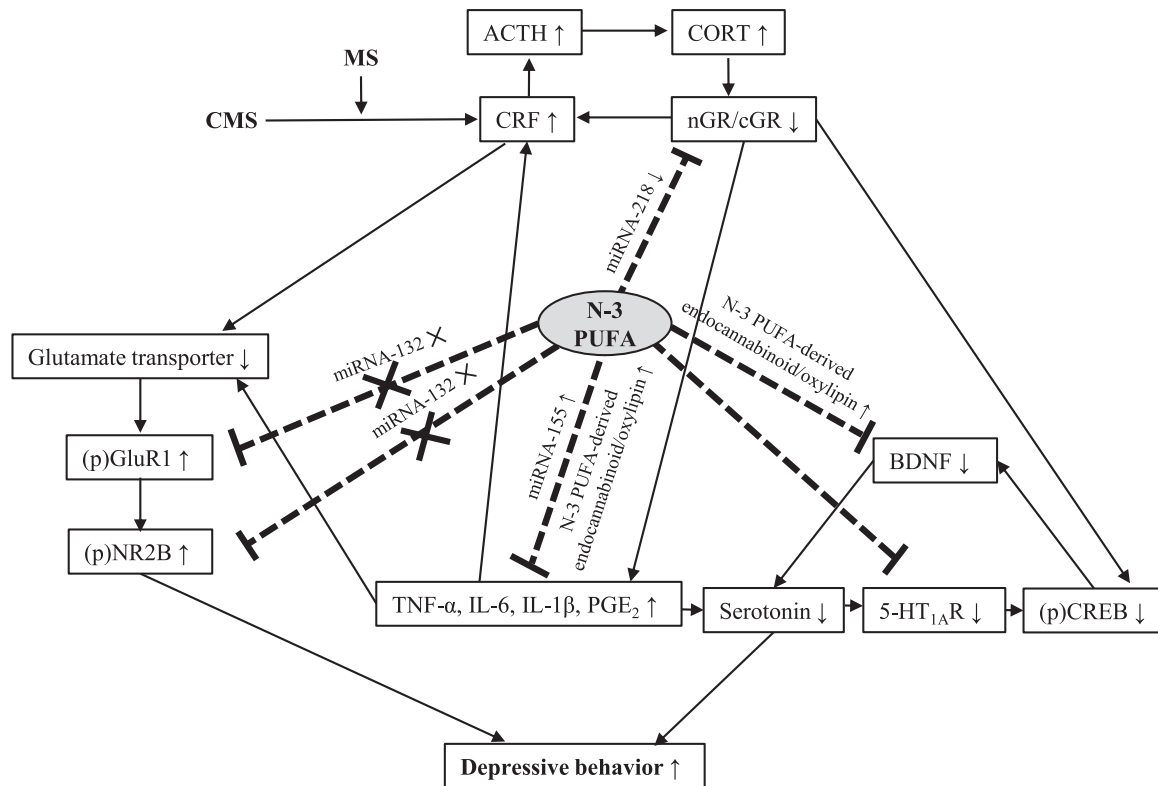 ACTH ↑
CORT ↑
MS
CMS
CRF ↑
nGR/cGR ↓
miRNA-218 ↓
N-3
PUFA
N-3 PUFA-derived
endocannabinoid/oxylipin ↑
Glutamate transporter ↓
miRNA-132 ×
miRNA-132 ×
miRNA-155 ↑
N-3 PUFA-derived
endocannabinoid/oxylipin ↑
(p)GluR1 ↑
BDNF ↓
(p)NR2B ↑
TNF-α, IL-6, IL-1β, PGE₂ ↑
Serotonin ↓
5-HT₁ₐR ↓
(p)CREB ↓
Depressive behavior ↑